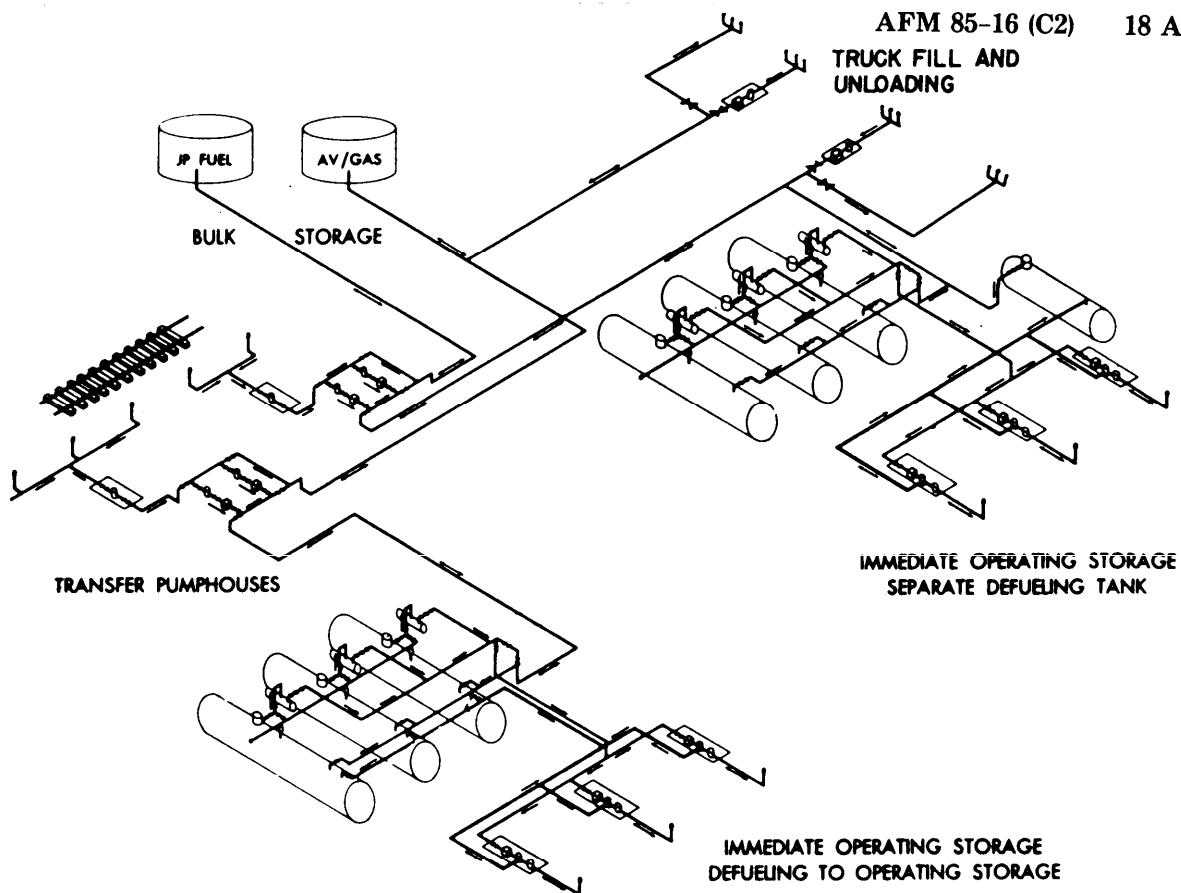 AFM 85-16 (C2) 18 A
TRUCK FILL AND
UNLOADING
JP FUEL
AV/GAS
BULK STORAGE
TRANSFER PUMPHOUSES
IMMEDIATE OPERATING STORAGE
SEPARATE DEFUELING TANK
IMMEDIATE OPERATING STORAGE
DEFUELING TO OPERATING STORAGE